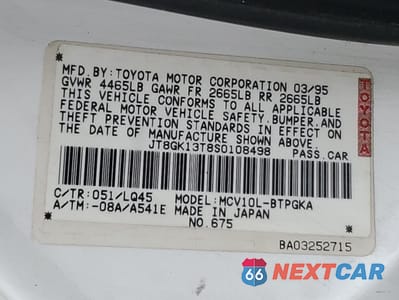 MFD.BY:TOYOTA MOTOR CORPORATION 03/95
GVWR 4465LB GAWR FR 2665LB RR 2665LB
THIS VEHICLE CONFORMS TO ALL APPLICABLE
FEDERAL MOTOR VEHICLE SAFETY,BUMPER,AND
THEFT PREVENTION STANDARDS IN EFFECT ON
THE DATE OF MANUFACTURE SHOWN ABOVE.
JT8GK13T8S0108498 PASS.CAR
TOYOTA
C/TR: 051/LQ45 MODEL: MCV10L-BTPGKA
A/TM: -08A/A541E MADE IN JAPAN
NO.675
BA03252715
66 NEXTCAR